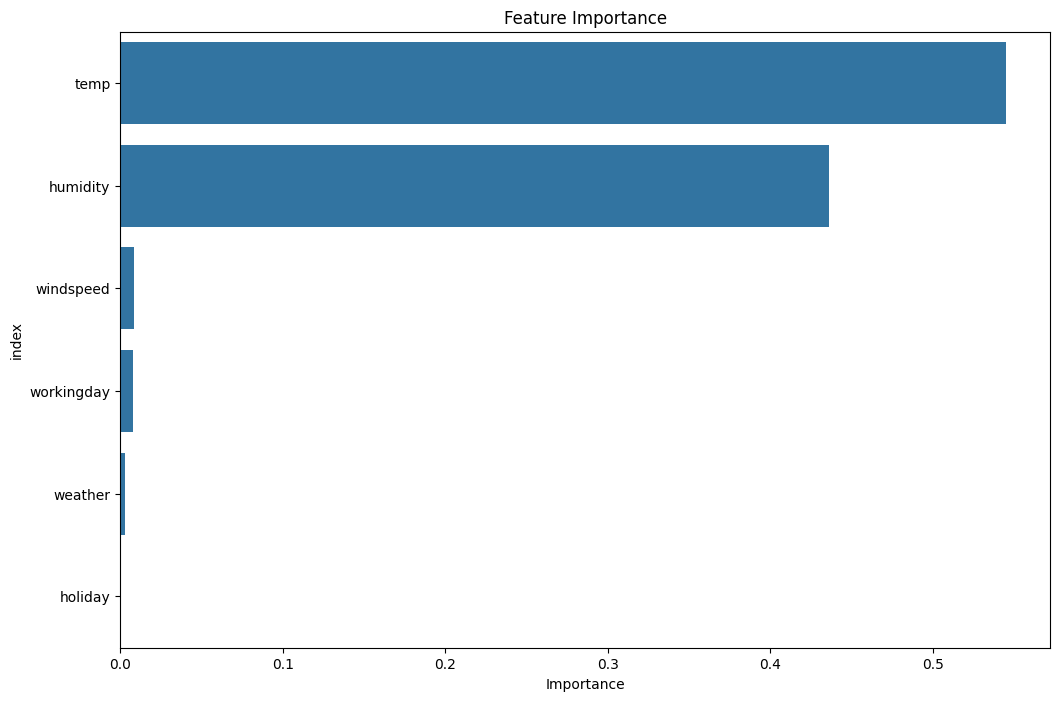 Feature Importance
temp
humidity
windspeed
workingday
weather
holiday
index
0.0 0.1 0.2 0.3 0.4 0.5
Importance